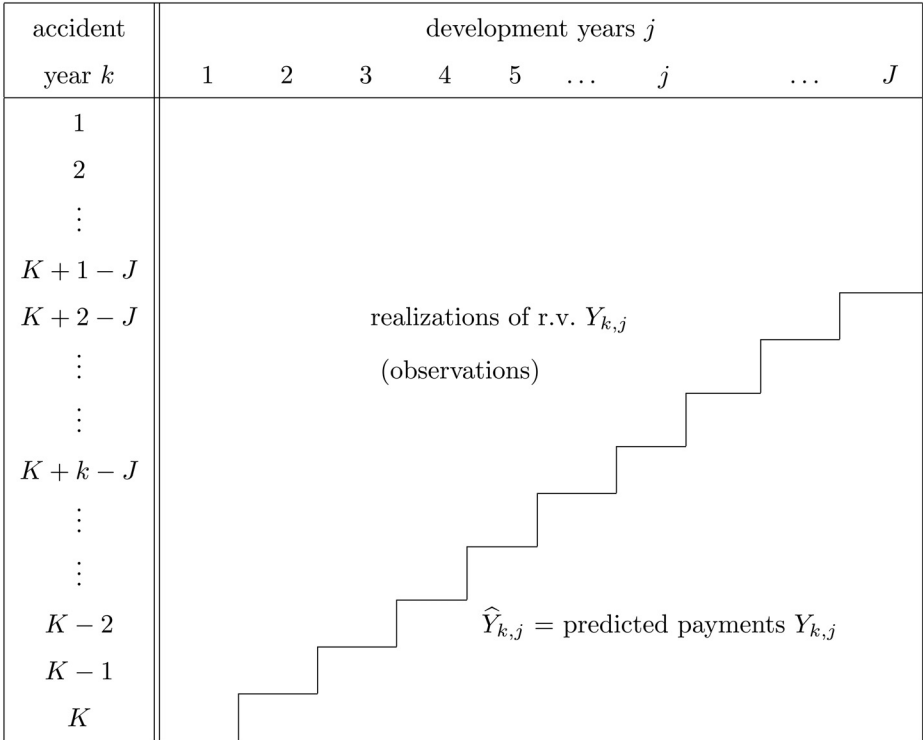 accident development years j
year k 1 2 3 4 5 … j … J
1
2
⋮
K + 1 − J
K + 2 − J realizations of r.v. Y_{k,j}
⋮ (observations)
⋮
K + k − J
⋮
⋮
K − 2 Ŷ_{k,j} = predicted payments Y_{k,j}
K − 1
K